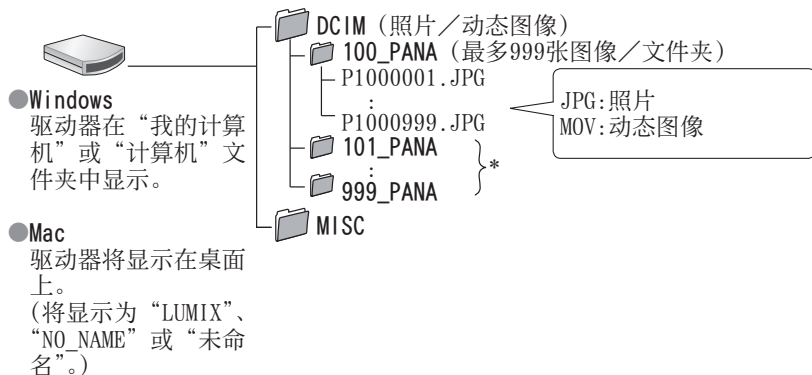 ●Windows
驱动器在“我的计算
机”或“计算机”文
件夹中显示。
●Mac
驱动器将显示在桌面
上。
(将显示为“LUMIX”、
“NO_NAME”或“未命
名”。)
DCIM (照片／动态图像)
100_PANA (最多999张图像／文件夹)
P1000001.JPG
:
P1000999.JPG
101_PANA
:
999_PANA
*
MISC
JPG:照片
MOV:动态图像